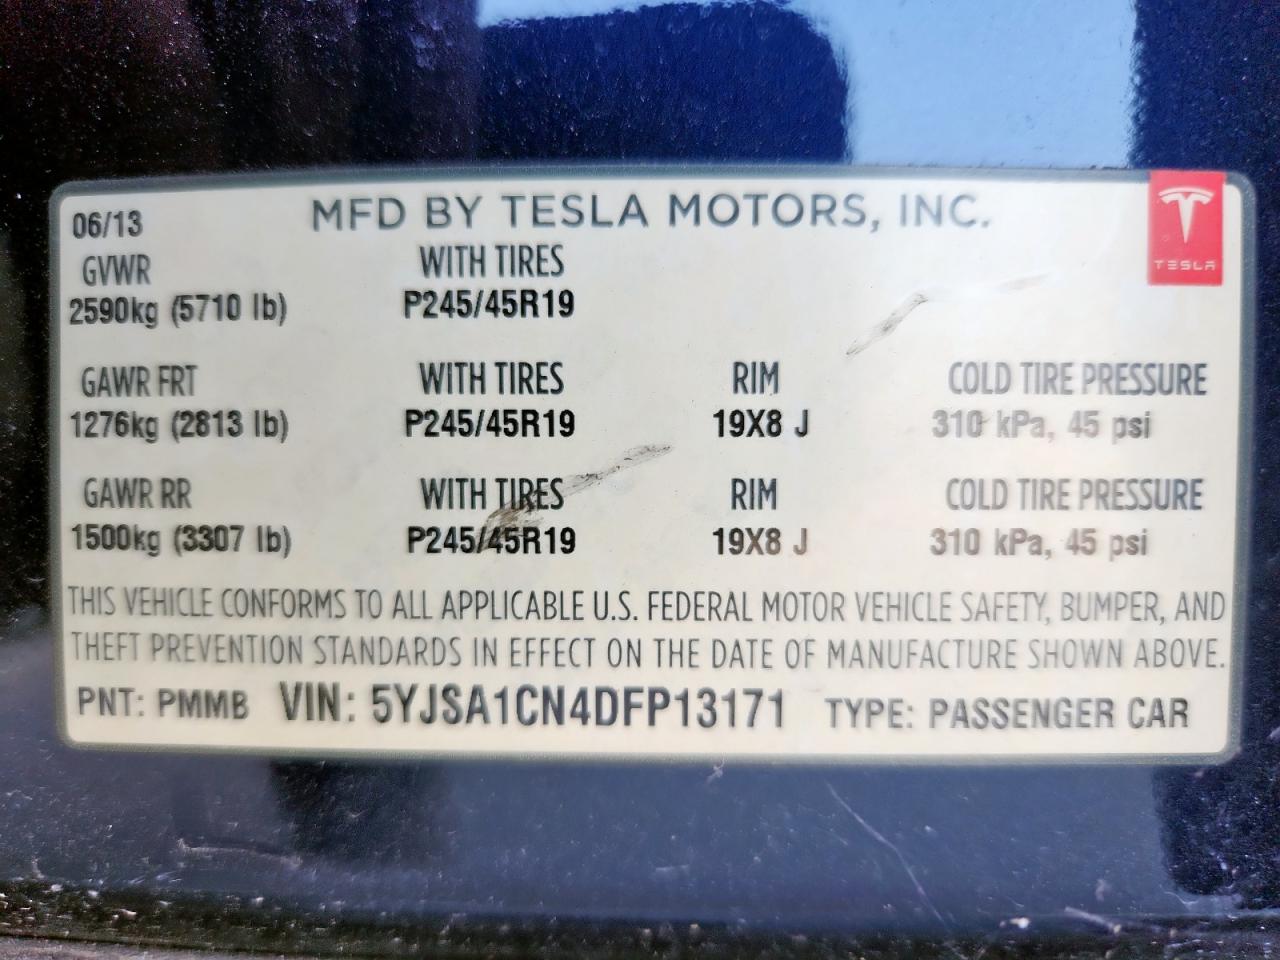 06/13 MFD BY TESLA MOTORS, INC.
TESLA
GVWR WITH TIRES
2590kg (5710 lb) P245/45R19
GAWR FRT WITH TIRES RIM COLD TIRE PRESSURE
1276kg (2813 lb) P245/45R19 19X8 J 310 kPa, 45 psi
GAWR RR WITH TIRES RIM COLD TIRE PRESSURE
1500kg (3307 lb) P245/45R19 19X8 J 310 kPa, 45 psi
THIS VEHICLE CONFORMS TO ALL APPLICABLE U.S. FEDERAL MOTOR VEHICLE SAFETY, BUMPER, AND
THEFT PREVENTION STANDARDS IN EFFECT ON THE DATE OF MANUFACTURE SHOWN ABOVE.
PNT: PMMB VIN: 5YJSA1CN4DFP13171 TYPE: PASSENGER CAR